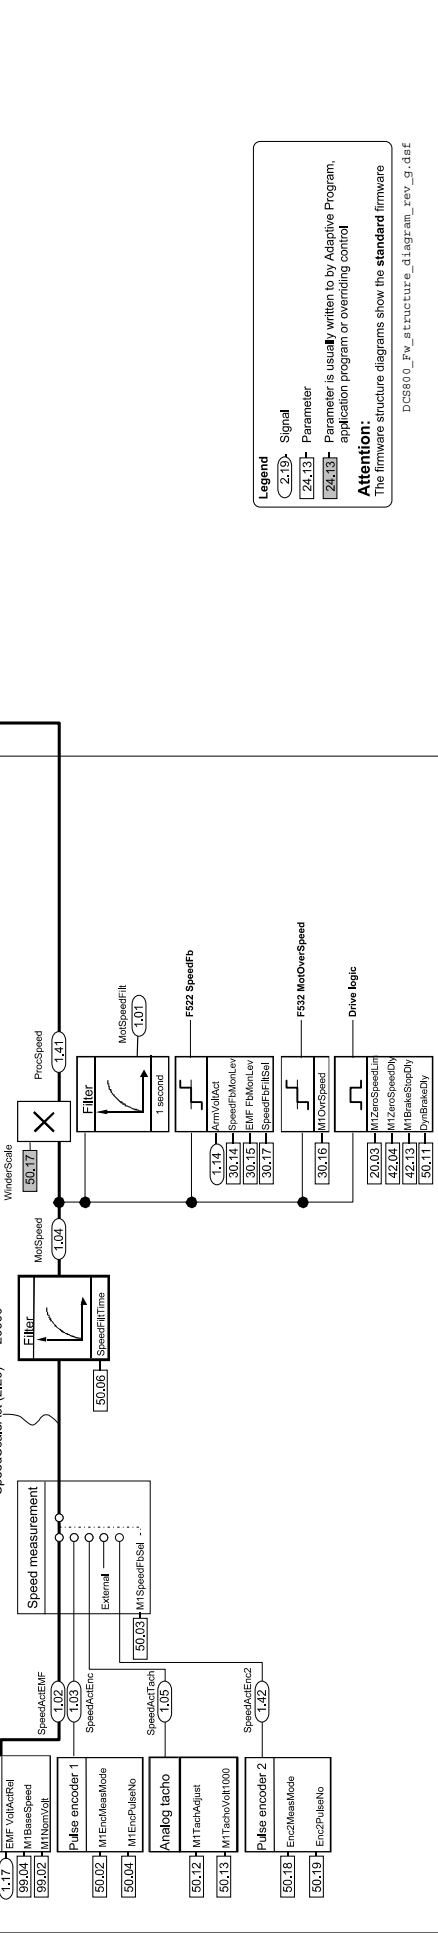 1.17
EMF VoltActRel
99.04
M1BaseSpeed
99.02
M1NomVolt
Pulse encoder 1
50.02
M1EncMeasMode
50.04
M1EncPulseNo
Analog tacho
50.12
M1TachAdjust
50.13
M1TachoVolt1000
Pulse encoder 2
50.18
Enc2MeasMode
50.19
Enc2PulseNo
SpeedActEMF
1.02
1.03
SpeedActEnc
SpeedActTach
1.05
SpeedActEnc2
1.42
Speed measurement
External
50.03
M1SpeedFbSel
Filter
50.06
SpeedFiltTime
MotSpeed
1.04
WinderScale
50.17
ProcSpeed
1.41
Filter
1 second
MotSpeedFilt
1.01
F522 SpeedFb
1.14
ArmVoltAct
30.14
SpeedFbMonLev
30.15
EMF FbMonLev
30.17
SpeedFbFltSel
F532 MotOverSpeed
30.16
M1OvrSpeed
Drive logic
20.03
M1ZeroSpeedLim
42.04
M1ZeroSpeedDly
42.13
M1BrakeStopDly
50.11
DynBrakeDly
Legend
2.19 Signal
24.13 Parameter
24.13 Parameter is usually written to by Adaptive Program,
application program or overriding control
Attention:
The firmware structure diagrams show the standard firmware
DCS800_Fw_structure_diagram_rev_g.dsf